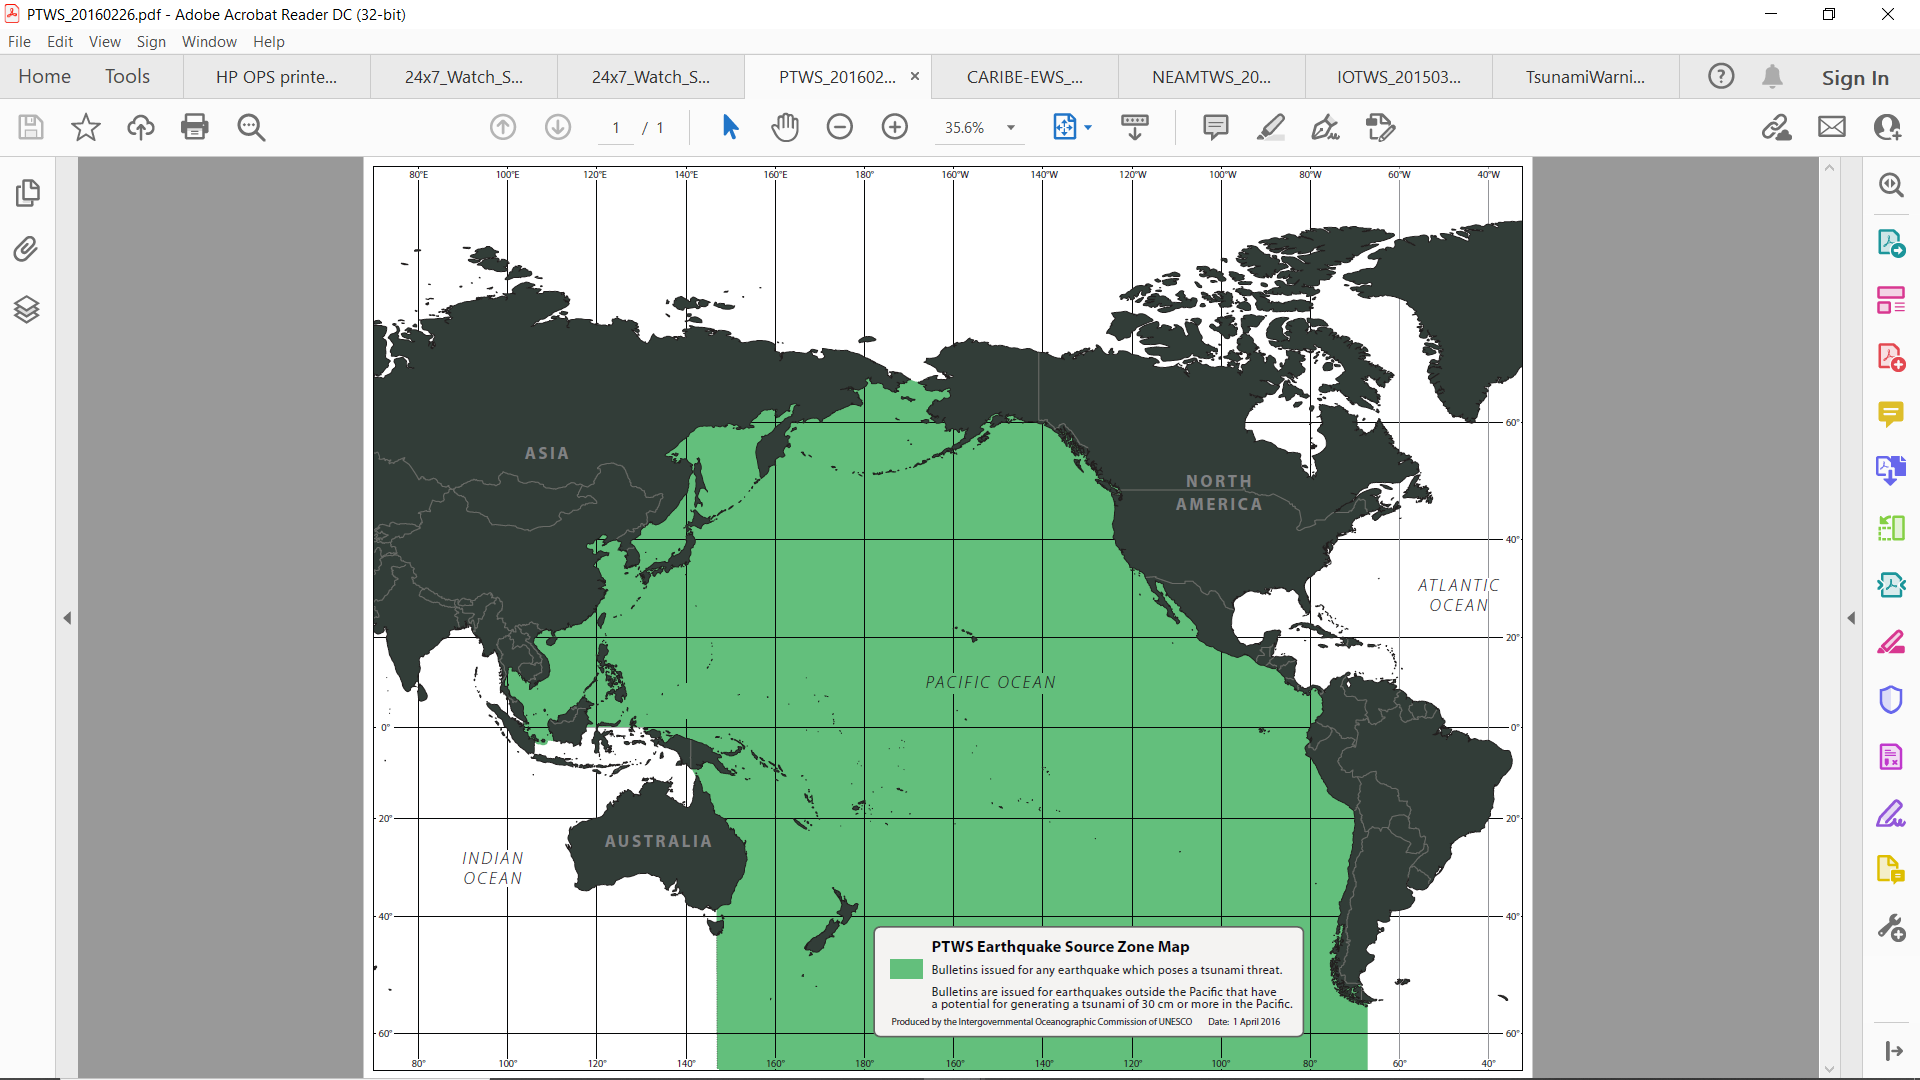 PTWS_20160226.pdf - Adobe Acrobat Reader DC (32-bit)
File Edit View Sign Window Help
Home Tools HP OPS printe... 24x7_Watch_S... 24x7_Watch_S... PTWS_201602... CARIBE-EWS_... NEAMTWS_20... IOTWS_201503... TsunamiWarni... Sign In
1 / 1 35.6%
80°E 100°E 120°E 140°E 160°E 180° 160°W 140°W 120°W 100°W 80°W 60°W 40°W
60°
ASIA
NORTH
AMERICA
40°
ATLANTIC
OCEAN
20°
PACIFIC OCEAN
0° 0°
20° 20°
AUSTRALIA
INDIAN
OCEAN
40° 40°
PTWS Earthquake Source Zone Map
Bulletins issued for any earthquake which poses a tsunami threat.
Bulletins are issued for earthquakes outside the Pacific that have
a potential for generating a tsunami of 30 cm or more in the Pacific.
Produced by the Intergovernmental Oceanographic Commission of UNESCO Date: 1 April 2016
60° 60°
80° 100° 120° 140° 160° 180° 160° 140° 120° 100° 80° 60° 40°